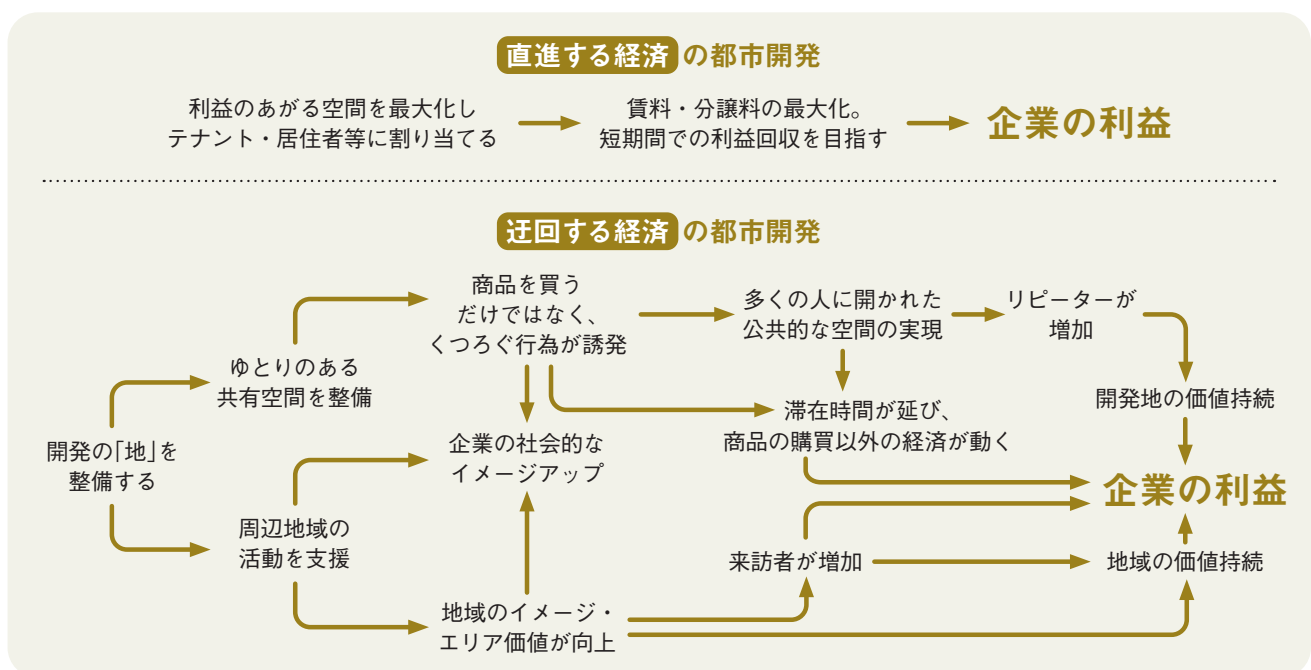 直進する経済 の都市開発
利益のあがる空間を最大化し
テナント・居住者等に割り当てる
賃料・分譲料の最大化。
短期間での利益回収を目指す
企業の利益
迂回する経済 の都市開発
開発の「地」を
整備する
ゆとりのある
共有空間を整備
周辺地域の
活動を支援
商品を買う
だけではなく、
くつろぐ行為が誘発
企業の社会的な
イメージアップ
地域のイメージ・
エリア価値が向上
多くの人に開かれた
公共的な空間の実現
滞在時間が延び、
商品の購買以外の経済が動く
来訪者が増加
リピーターが
増加
開発地の価値持続
企業の利益
地域の価値持続